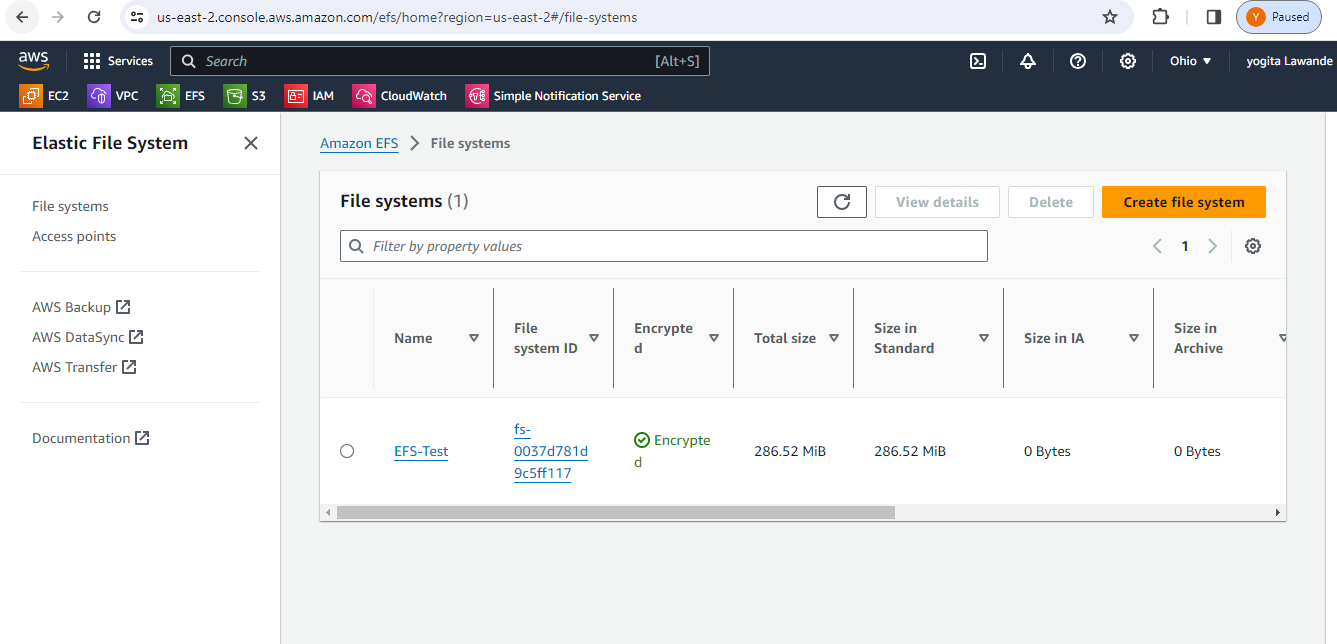 us-east-2.console.aws.amazon.com/efs/home?region=us-east-2#/file-systems
Y Paused
aws Services Search [Alt+S] Ohio yogita Lawande
EC2 VPC EFS S3 IAM CloudWatch Simple Notification Service
Elastic File System
File systems
Access points
AWS Backup
AWS DataSync
AWS Transfer
Documentation
Amazon EFS File systems
File systems (1) View details Delete Create file system
Filter by property values 1
Name
File
system ID
Encrypte
d
Total size
Size in
Standard
Size in IA
Size in
Archive
EFS-Test
fs-
0037d781d
9c5ff117
Encrypte
d
286.52 MiB
286.52 MiB
0 Bytes
0 Bytes